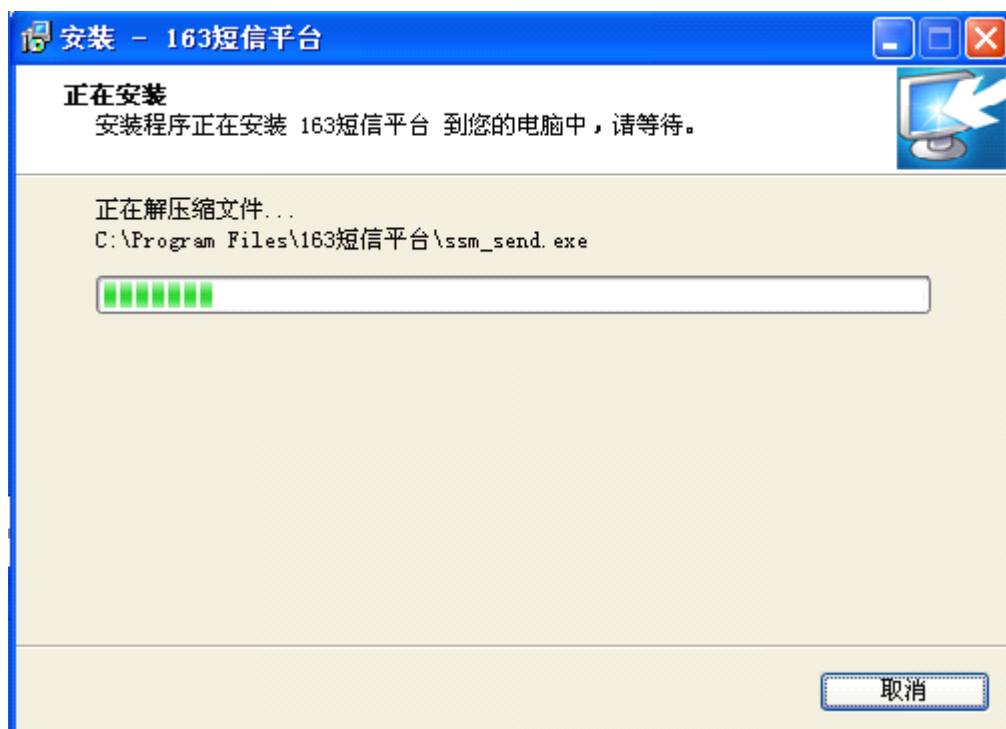 安装 - 163短信平台
正在安装
安装程序正在安装 163短信平台 到您的电脑中，请等待。
正在解压缩文件...
C:\Program Files\163短信平台\ssm_send.exe
取消